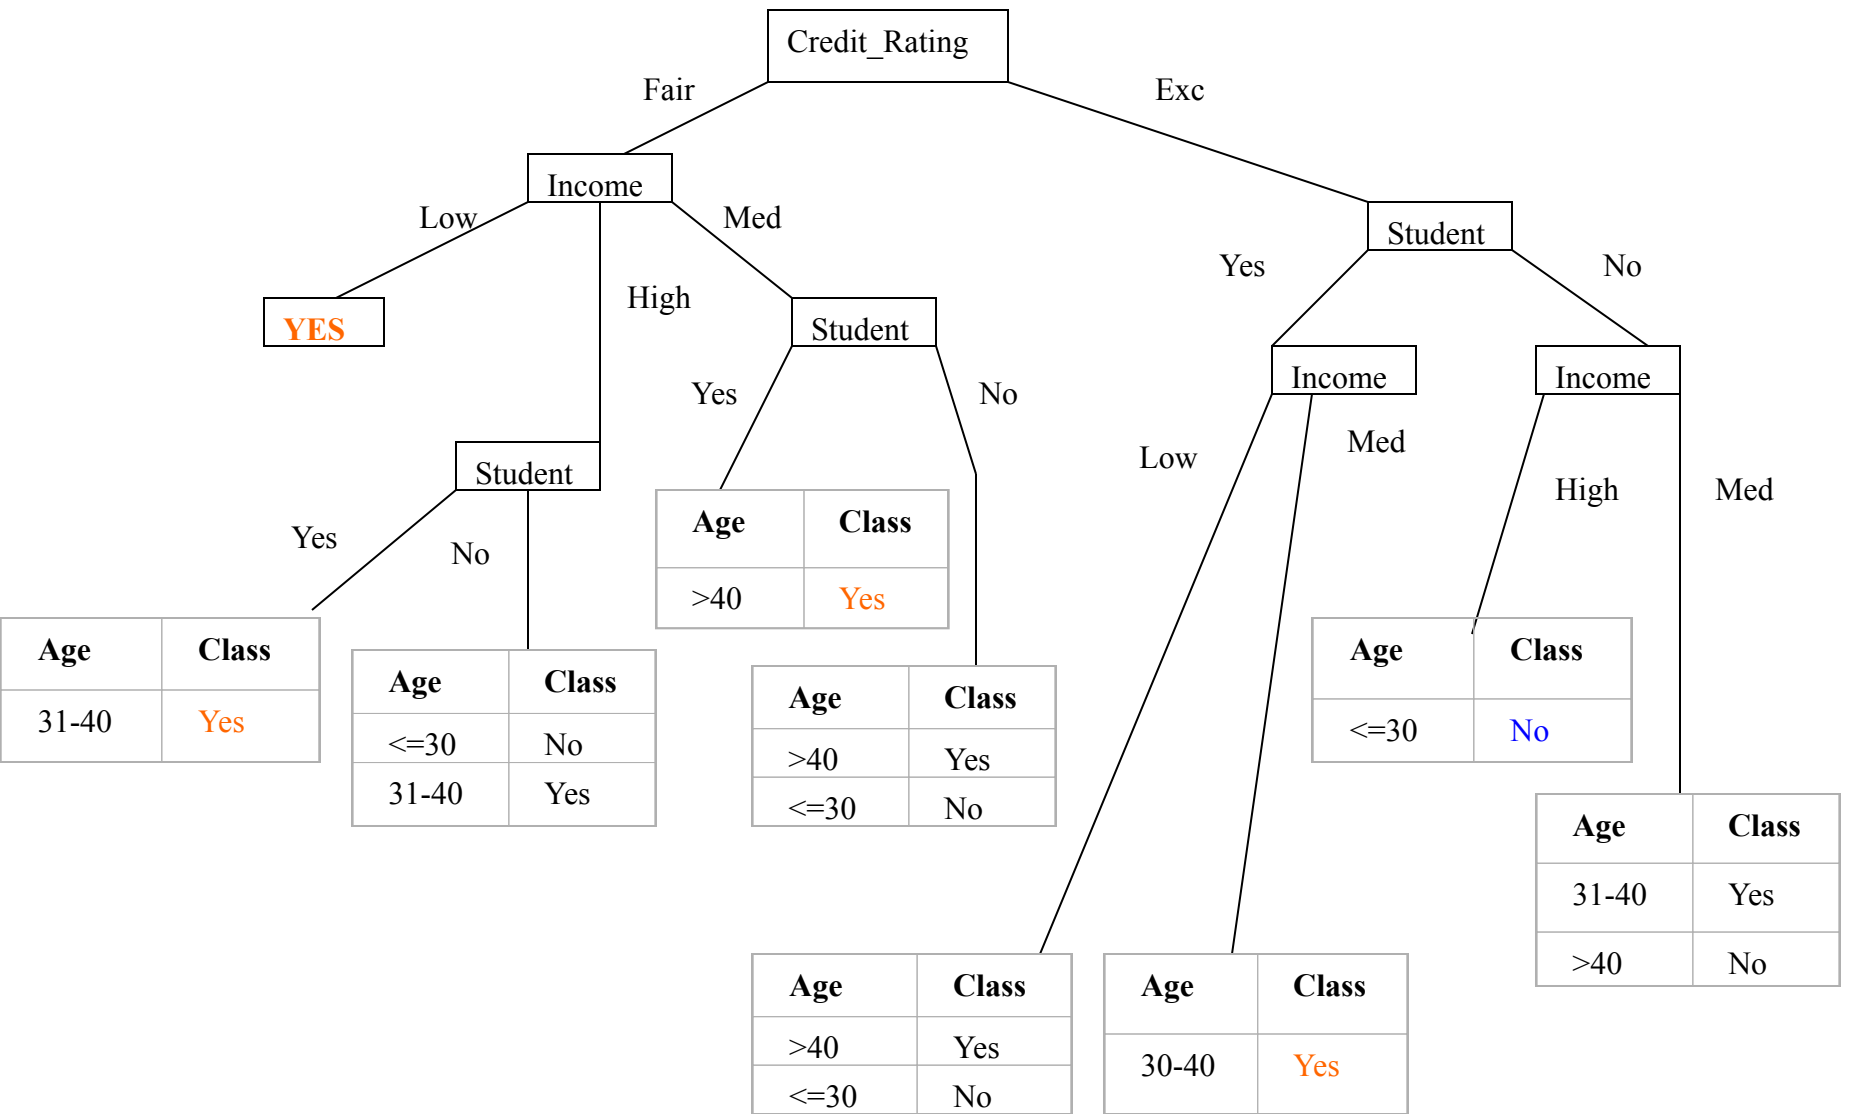 Credit_Rating
Fair
Exc
Income
Low
Med
Student
Yes
No
High
YES
Student
Income
Income
Yes
No
Low
Med
Student
High
Med
Yes
No
Age Class
>40 Yes
Age Class
31-40 Yes
Age Class
<=30 No
31-40 Yes
Age Class
>40 Yes
<=30 No
Age Class
<=30 No
Age Class
31-40 Yes
>40 No
Age Class
>40 Yes
<=30 No
Age Class
30-40 Yes